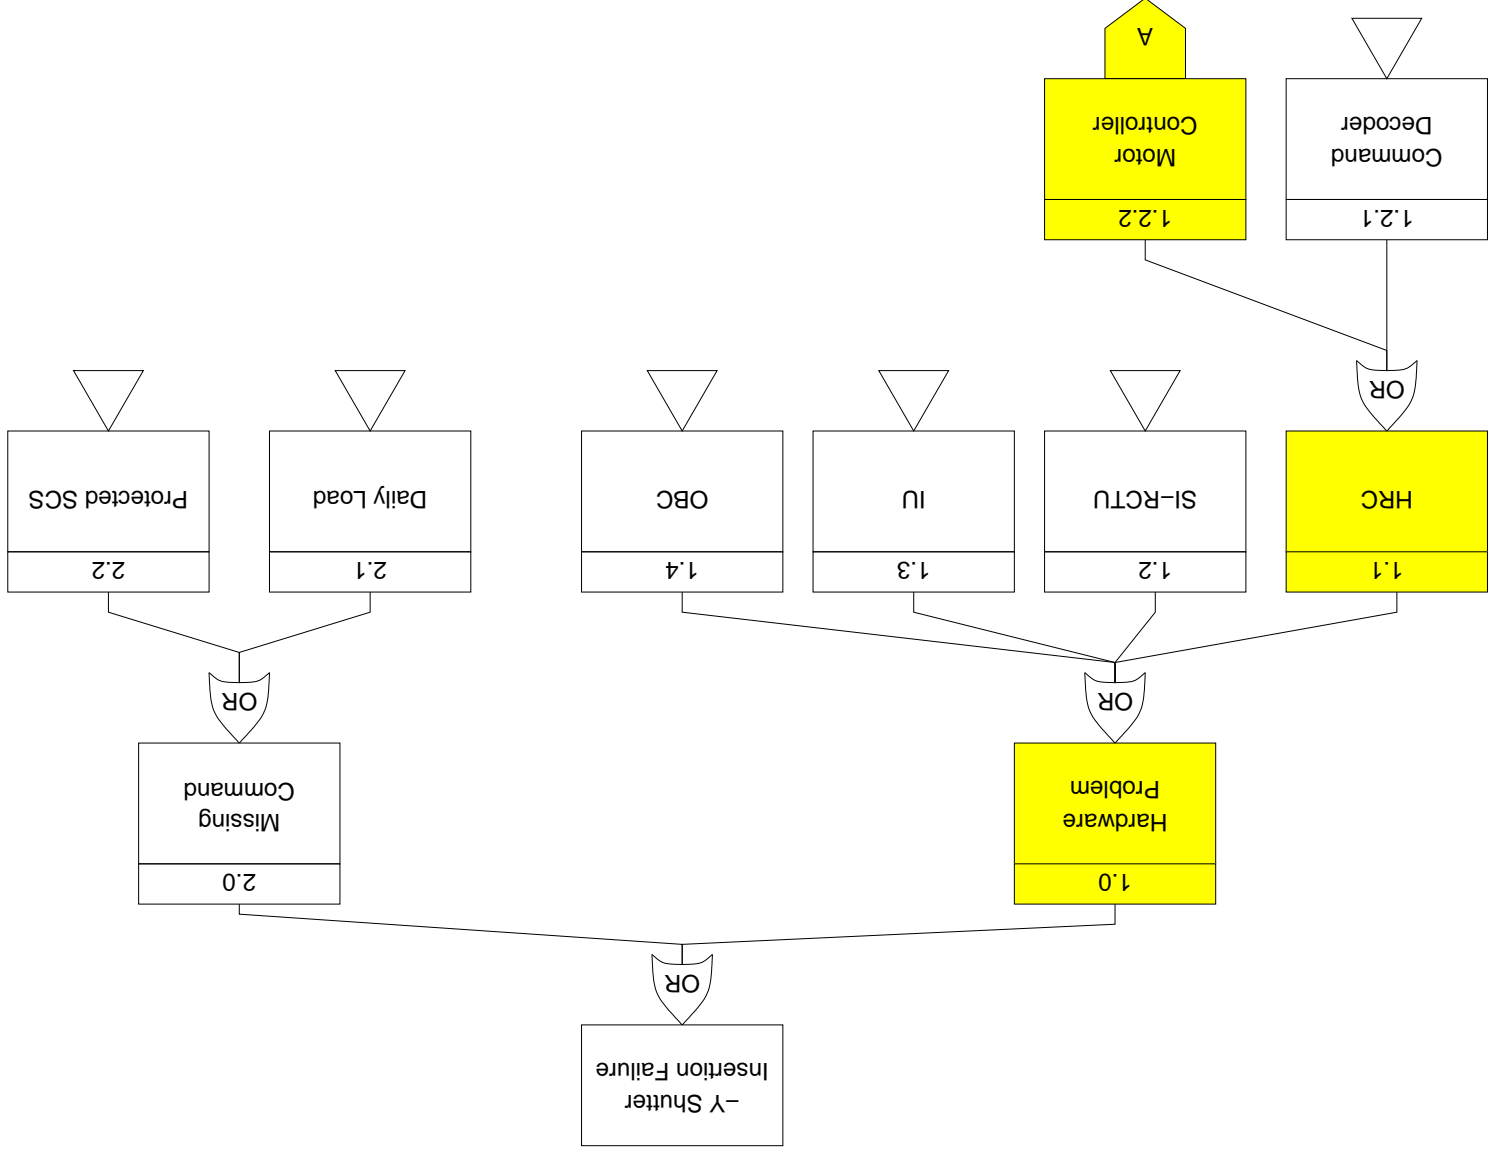 –Y Shutter
Insertion Failure
OR
1.0
Hardware
Problem
2.0
Missing
Command
OR
OR
1.1
HRC
1.2
SI–RCTU
1.3
IU
1.4
OBC
2.1
Daily Load
2.2
Protected SCS
OR
1.2.1
Command
Decoder
1.2.2
Motor
Controller
A